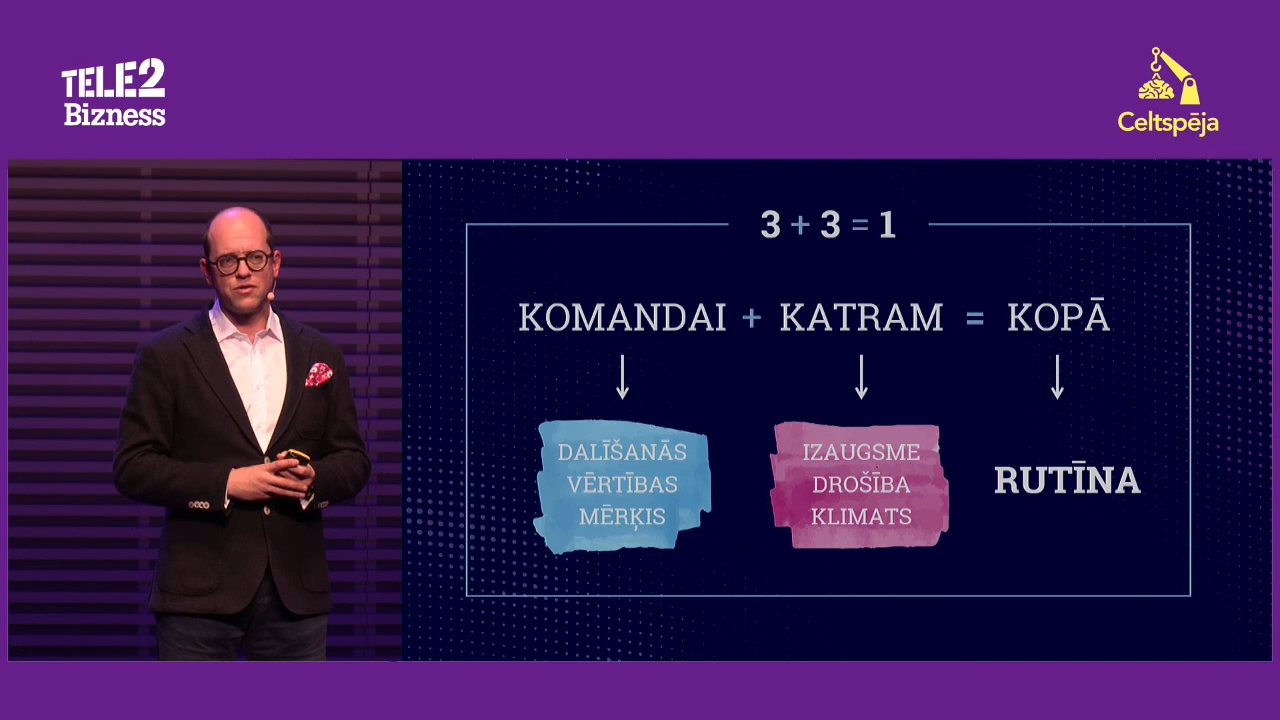 TELE2
Bizness
Celtspēja
3 + 3 = 1
KOMANDAI + KATRAM = KOPĀ
DALĪŠANĀS
VĒRTĪBAS
MĒRĶIS
IZAUGSME
DROŠĪBA
KLIMATS
RUTĪNA